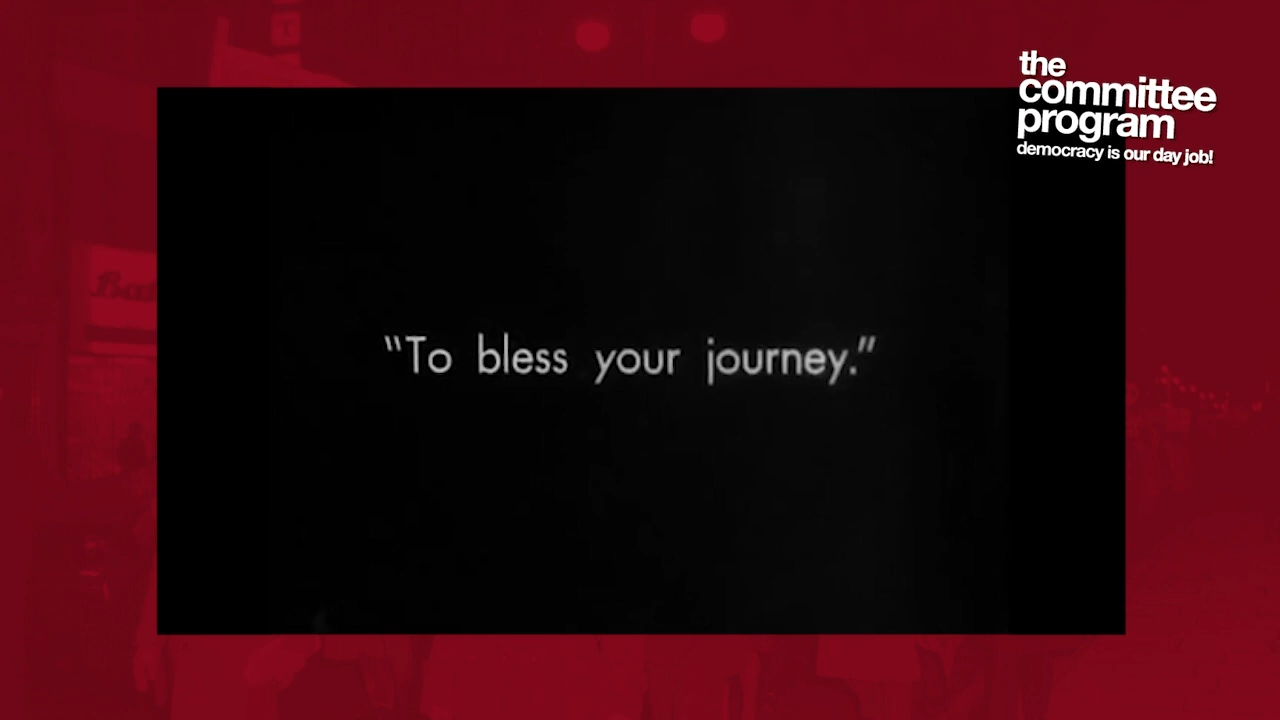 the
committee
program
democracy is our day job!
“To bless your journey.”